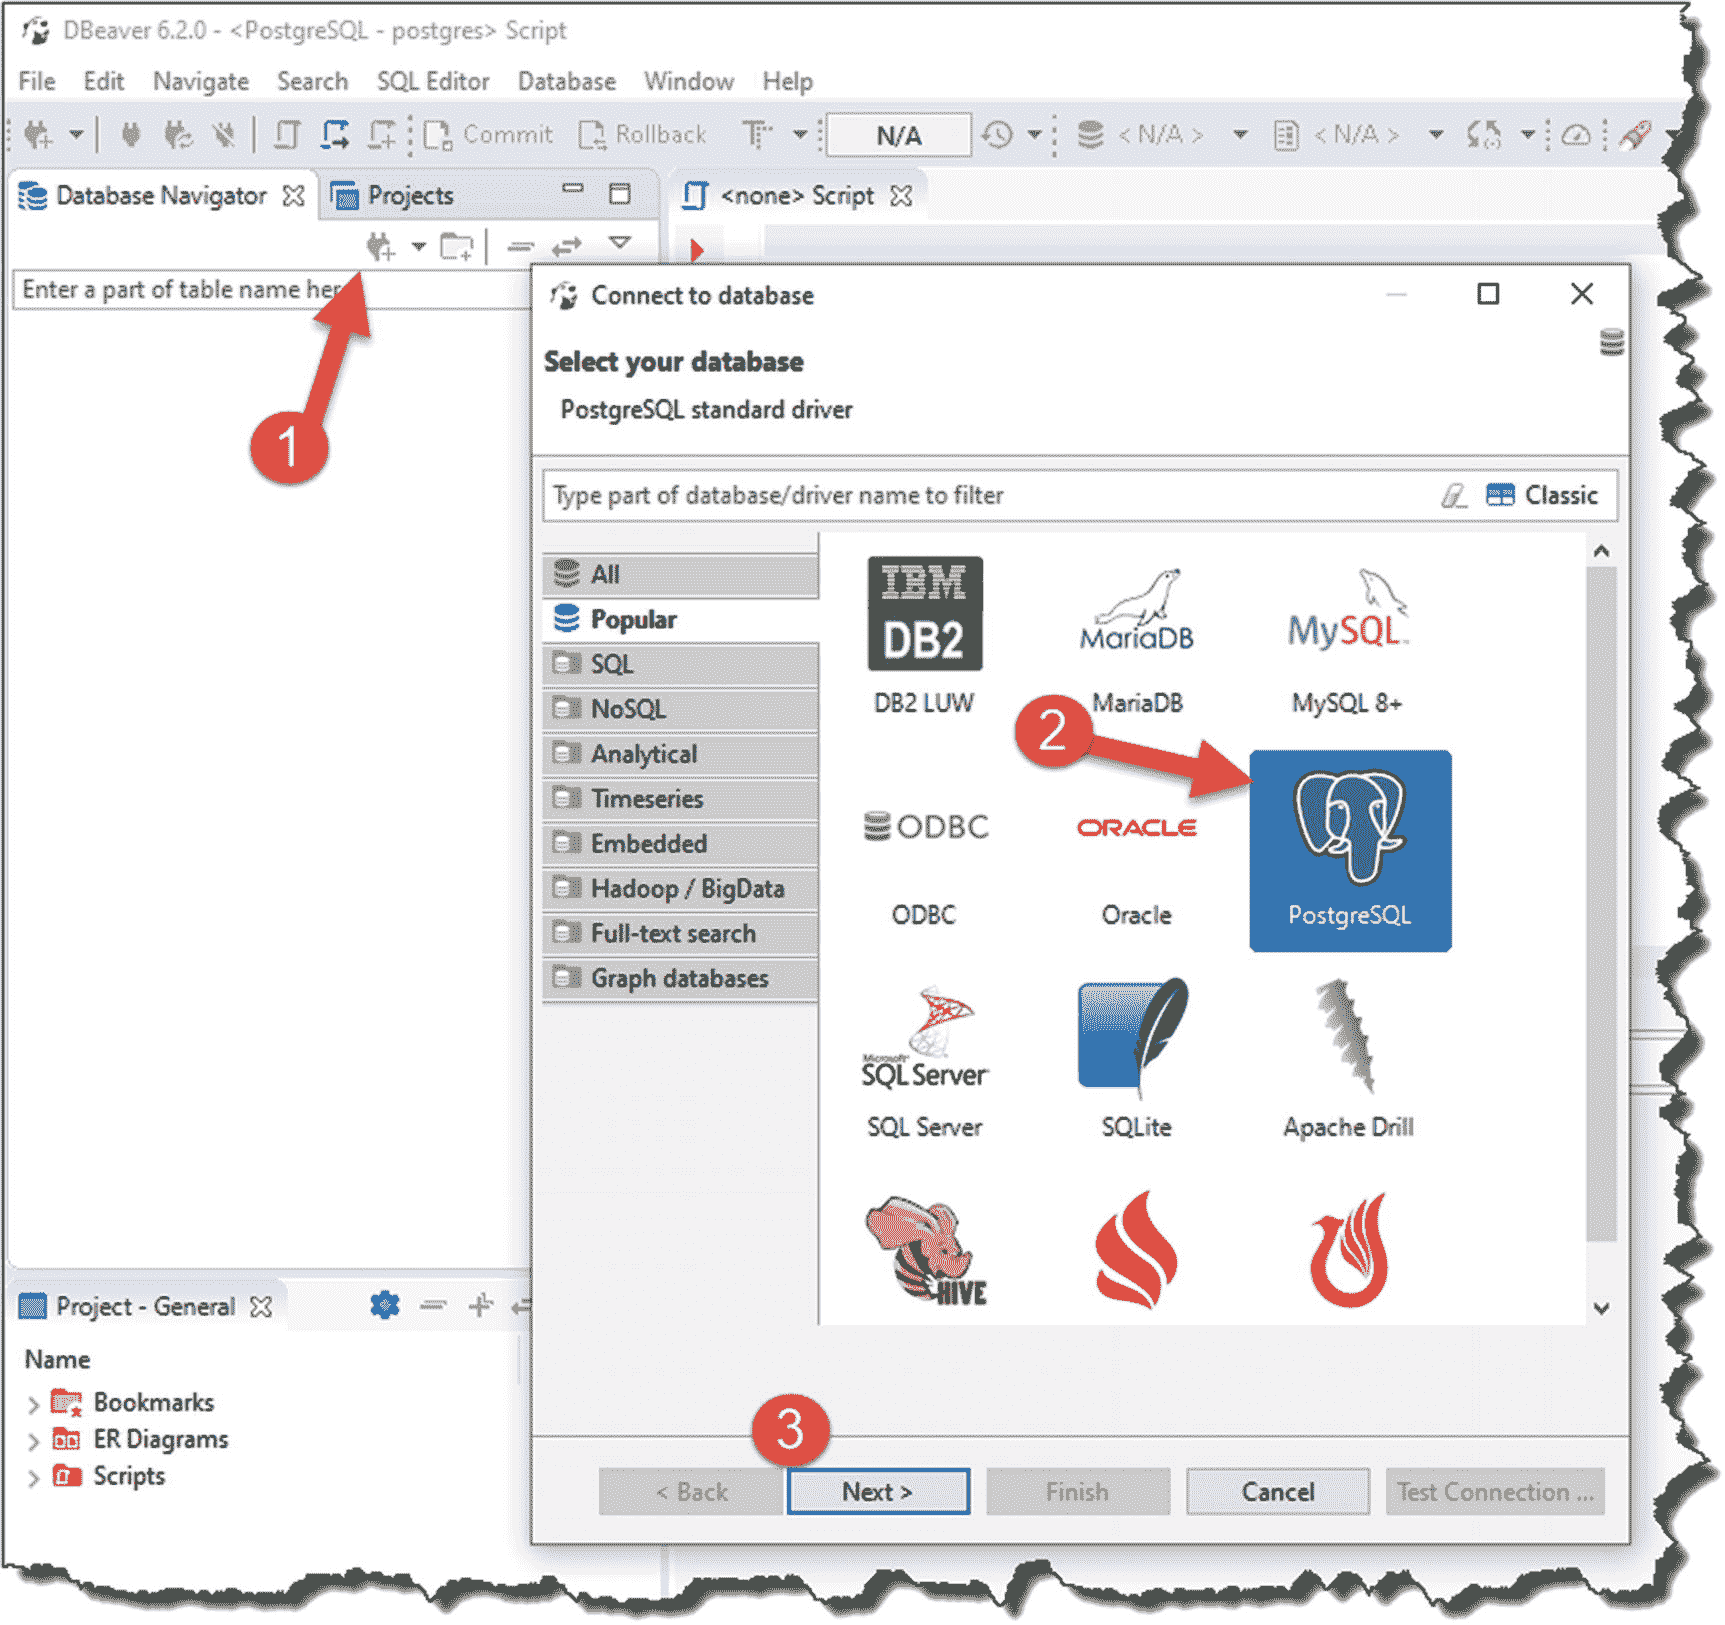 DBeaver 6.2.0 - <PostgreSQL - postgres> Script
File Edit Navigate Search SQL Editor Database Window Help
Commit Rollback N/A < N/A > < N/A >
Database Navigator Projects <none> Script
Enter a part of table name her
1
Connect to database
Select your database
PostgreSQL standard driver
Type part of database/driver name to filter Classic
All
Popular
SQL
NoSQL
Analytical
Timeseries
Embedded
Hadoop / BigData
Full-text search
Graph databases
IBM DB2 MariaDB MySQL
DB2 LUW MariaDB MySQL 8+
2
ODBC ORACLE
ODBC Oracle PostgreSQL
Microsoft SQL Server
SQL Server SQLite Apache Drill
HIVE
Project - General
Name
Bookmarks
ER Diagrams
Scripts
3
< Back Next > Finish Cancel Test Connection ...